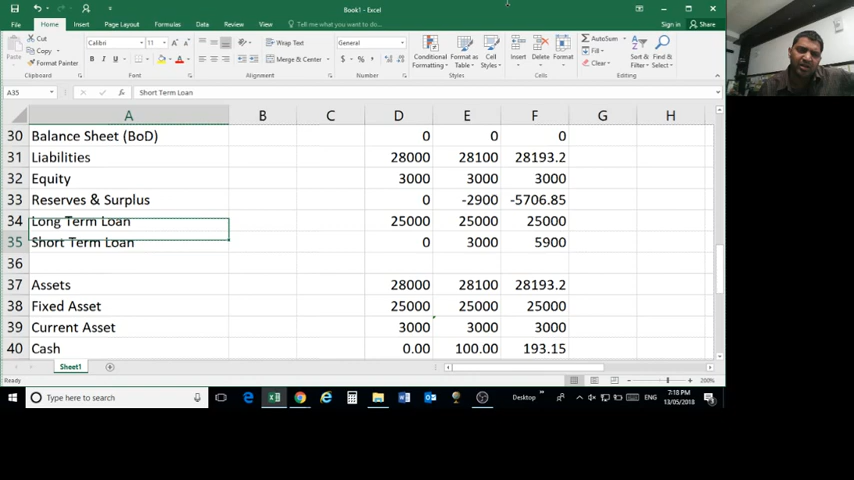 Book1 - Excel
Sign in Share
File Home Insert Page Layout Formulas Data Review View Tell me what you want to do
Cut
Copy
Format Painter
Paste
Clipboard
Calibri 11
B I U
Font
Wrap Text
Merge & Center
Alignment
General
$ % ,
Number
Conditional Formatting
Format as Table
Cell Styles
Styles
Insert Delete Format
Cells
AutoSum
Fill
Clear
Sort & Filter
Find & Select
Editing
A35 Short Term Loan
A B C D E F G H
30 Balance Sheet (BoD) 0 0 0
31 Liabilities 28000 28100 28193.2
32 Equity 3000 3000 3000
33 Reserves & Surplus 0 -2900 -5706.85
34 Long Term Loan 25000 25000 25000
35 Short Term Loan 0 3000 5900
36
37 Assets 28000 28100 28193.2
38 Fixed Asset 25000 25000 25000
39 Current Asset 3000 3000 3000
40 Cash 0.00 100.00 193.15
Sheet1
Ready 200%
Type here to search
Desktop
ENG
7:18 PM
13/05/2018